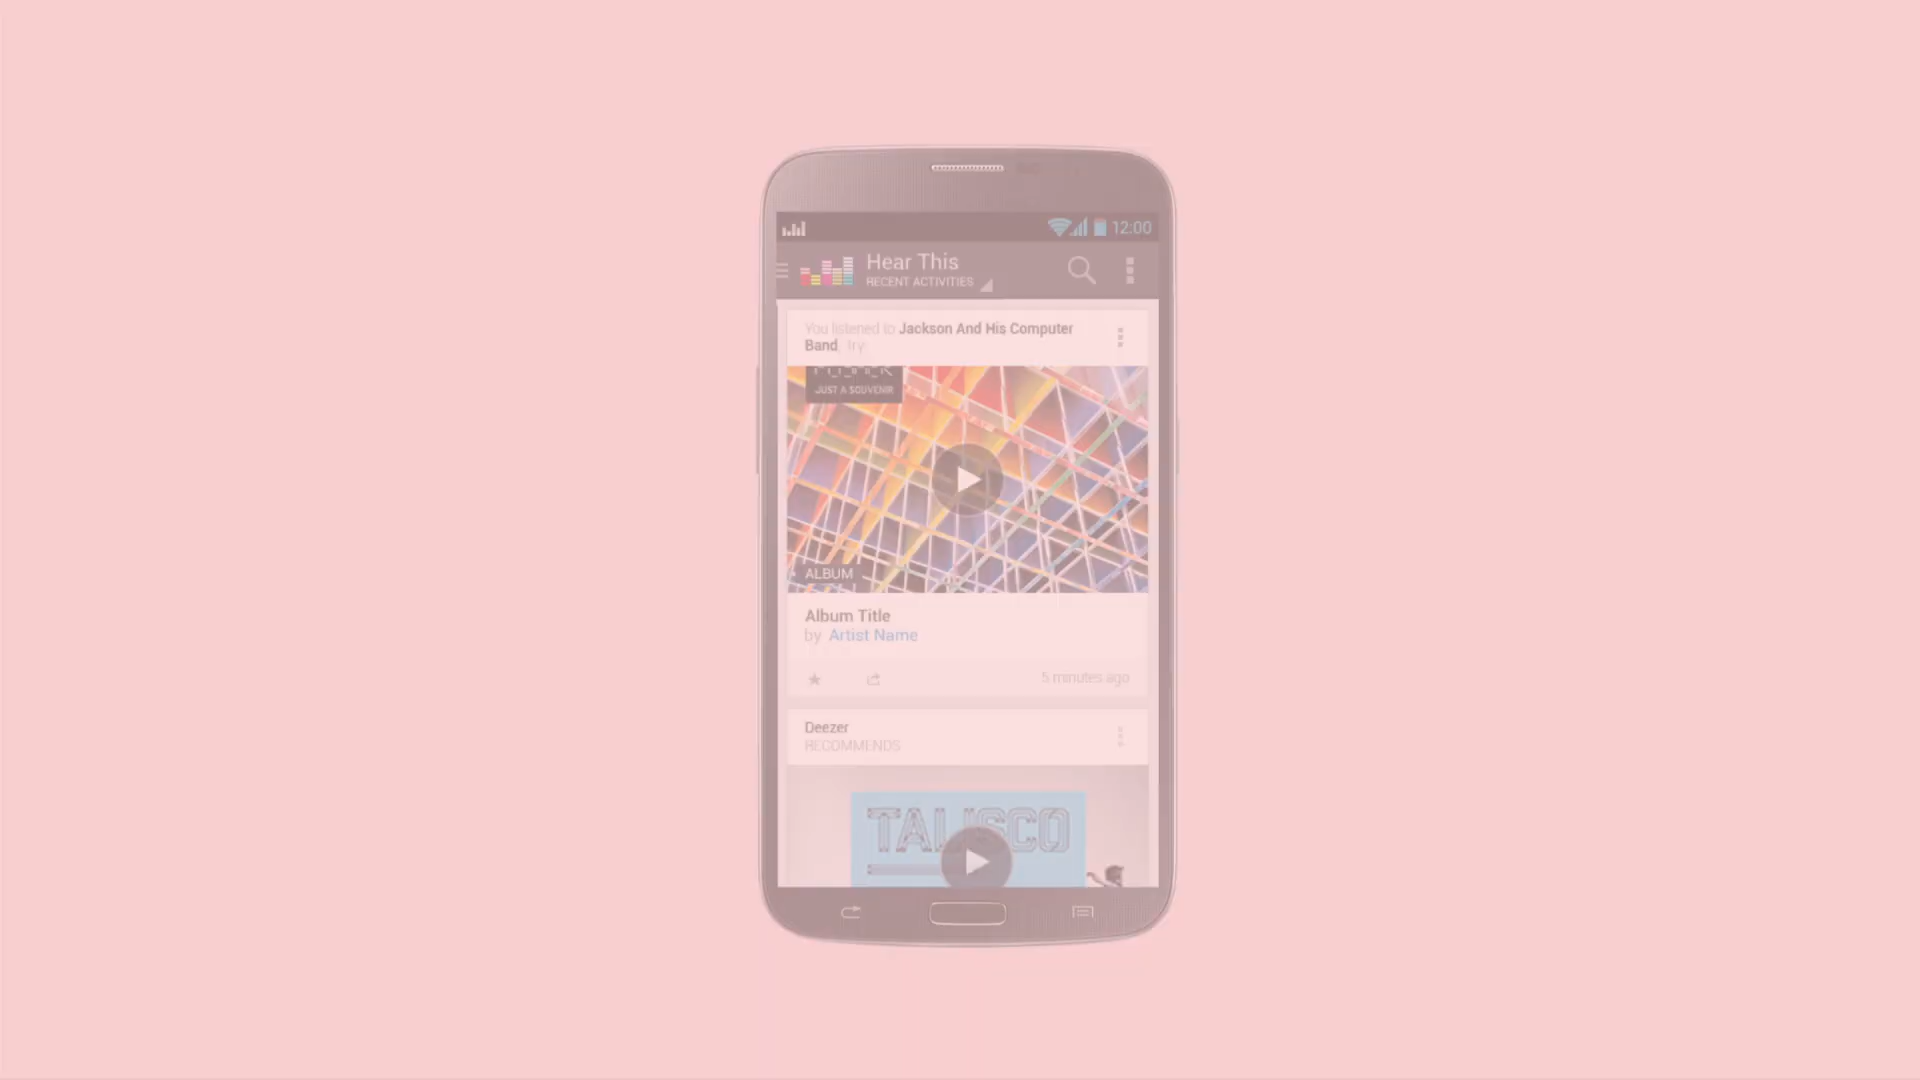 12:00
Hear This
RECENT ACTIVITIES
You listened to Jackson And His Computer
Band, try:
JUST A SOUVENIR
ALBUM
Album Title
by Artist Name
5 minutes ago
Deezer
RECOMMENDS
TALISCO